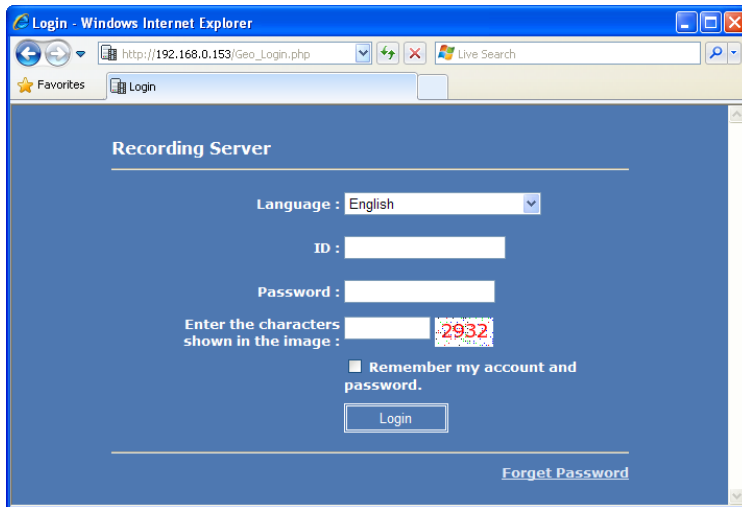 Login - Windows Internet Explorer
http://192.168.0.153/Geo_Login.php
Live Search
Favorites
Login
Recording Server
Language : English
ID :
Password :
Enter the characters
shown in the image : 2932
Remember my account and
password.
Login
Forget Password